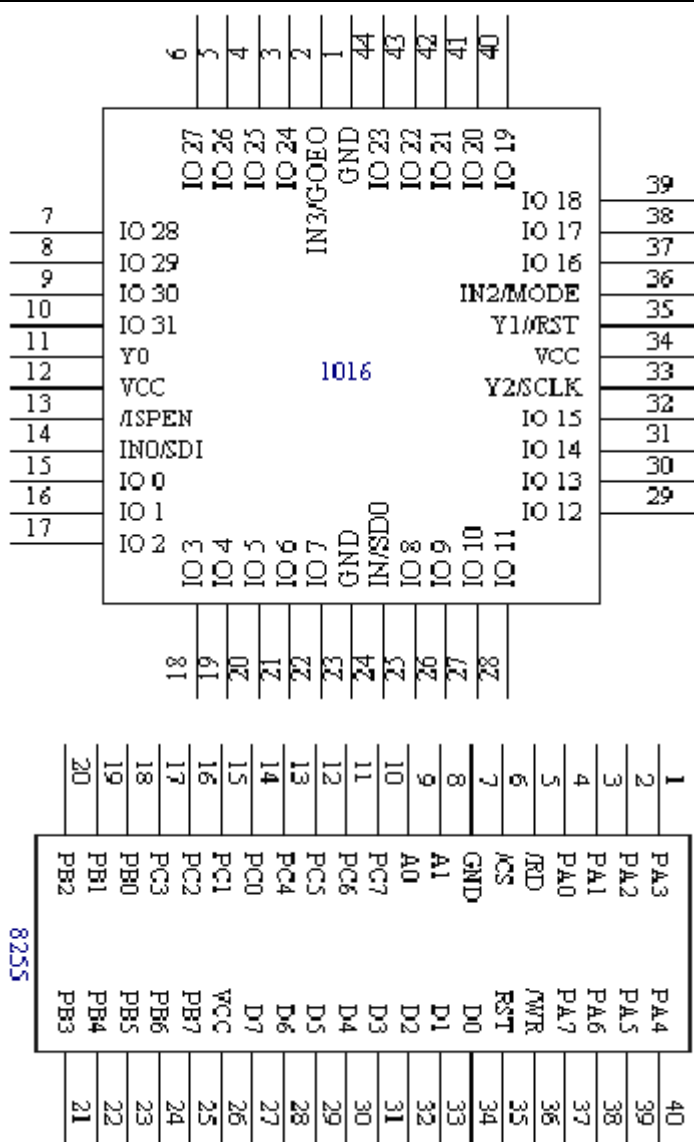 6 5 4 3 2 1 44 43 42 41 40
IO 27 IO 26 IO 25 IO 24 IN3/GOEO GND IO 23 IO 22 IO 21 IO 20 IO 19
7 IO 28
8 IO 29
9 IO 30
10 IO 31
11 Y0
12 VCC
13 /ISPEN
14 IN0/SDI
15 IO 0
16 IO 1
17 IO 2
1016
IO 18 39
IO 17 38
IO 16 37
IN2/MODE 36
Y1//RST 35
VCC 34
Y2/SCLK 33
IO 15 32
IO 14 31
IO 13 30
IO 12 29
IO 3 IO 4 IO 5 IO 6 IO 7 GND IN/SD0 IO 8 IO 9 IO 10 IO 11
18 19 20 21 22 23 24 25 26 27 28
20 19 18 17 16 15 14 13 12 11 10 9 8 7 6 5 4 3 2 1
PB2 PB1 PB0 PC3 PC2 PC1 PC0 PC4 PC5 PC6 PC7 A0 A1 GND /CS /RD PA0 PA1 PA2 PA3
8255
PB3 PB4 PB5 PB6 PB7 VCC D7 D6 D5 D4 D3 D2 D1 D0 RST /WR PA7 PA6 PA5 PA4
21 22 23 24 25 26 27 28 29 30 31 32 33 34 35 36 37 38 39 40